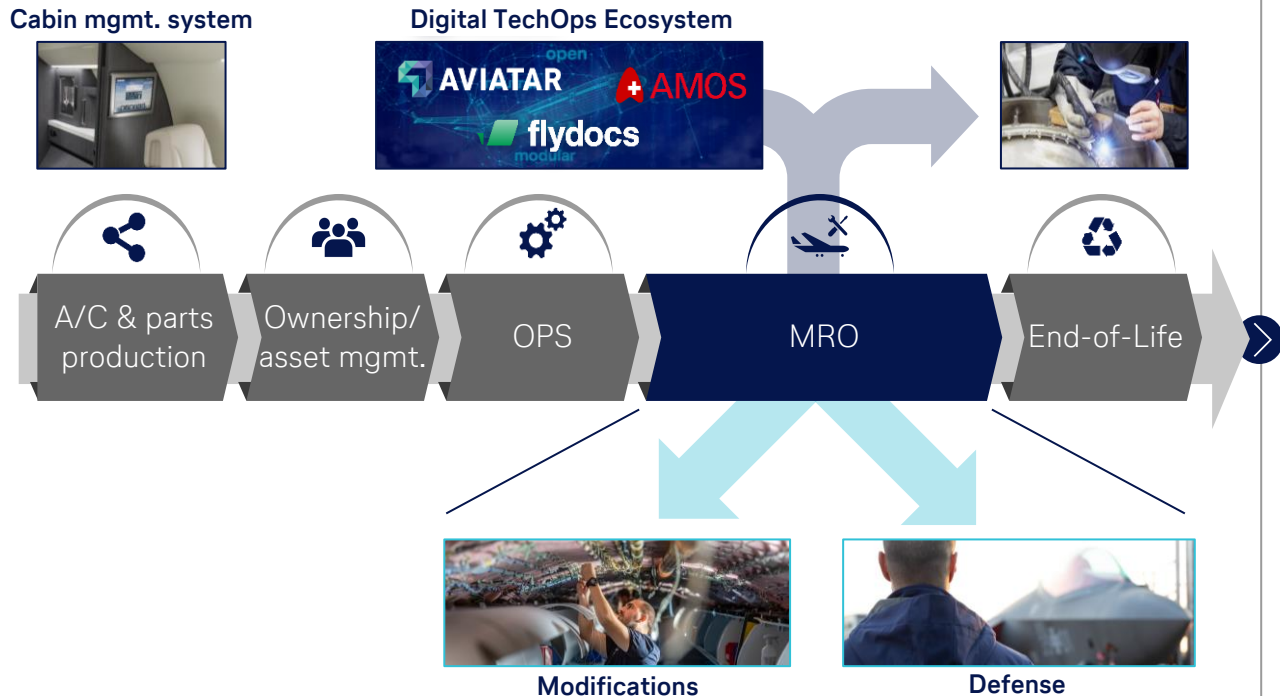 Cabin mgmt. system
Digital TechOps Ecosystem
open
AVIATAR
AMOS
flydocs
modular
A/C & parts
production
Ownership/
asset mgmt.
OPS
MRO
End-of-Life
Modifications
Defense